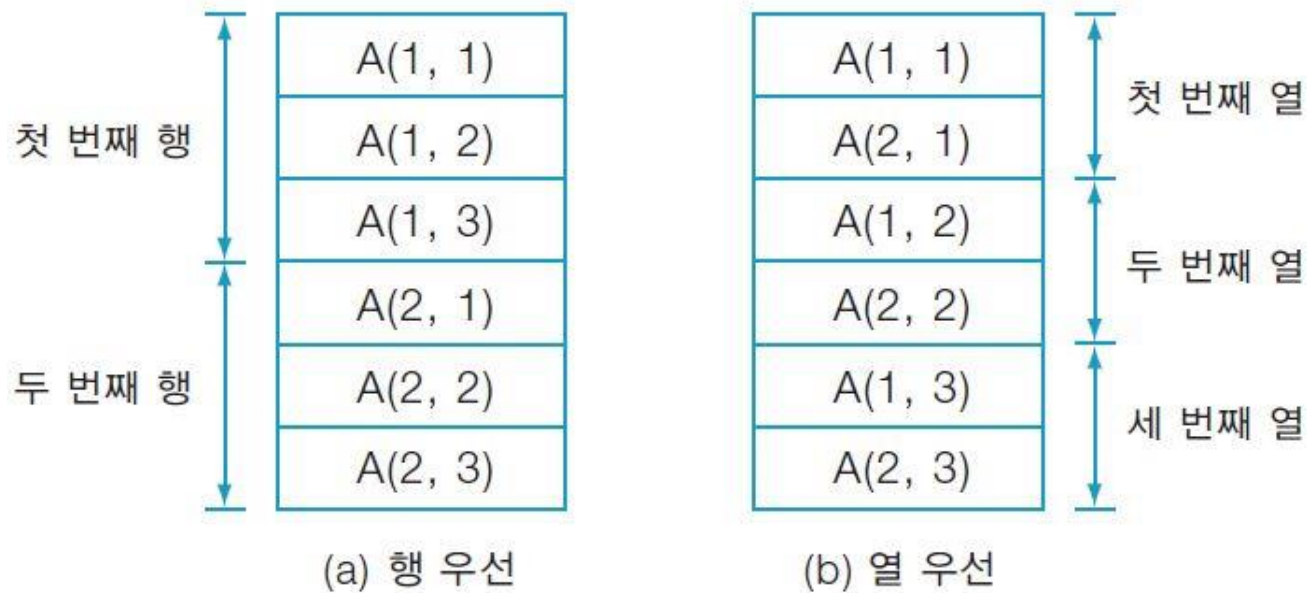 첫 번째 행
두 번째 행
A(1, 1)
A(1, 2)
A(1, 3)
A(2, 1)
A(2, 2)
A(2, 3)
(a) 행 우선
A(1, 1)
A(2, 1)
A(1, 2)
A(2, 2)
A(1, 3)
A(2, 3)
첫 번째 열
두 번째 열
세 번째 열
(b) 열 우선